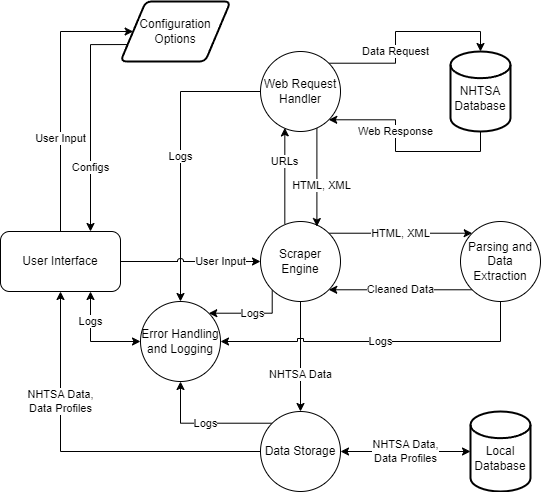 Configuration
Options
Data Request
User Input
Web Request
Handler
NHTSA
Database
Web Response
Logs
URLs
Configs
HTML, XML
HTML, XML
User Interface
User Input
Scraper
Engine
Parsing and
Data
Extraction
Cleaned Data
Logs
Logs
Error Handling
and Logging
Logs
NHTSA Data
NHTSA Data,
Data Profiles
Logs
Data Storage
NHTSA Data,
Data Profiles
Local
Database